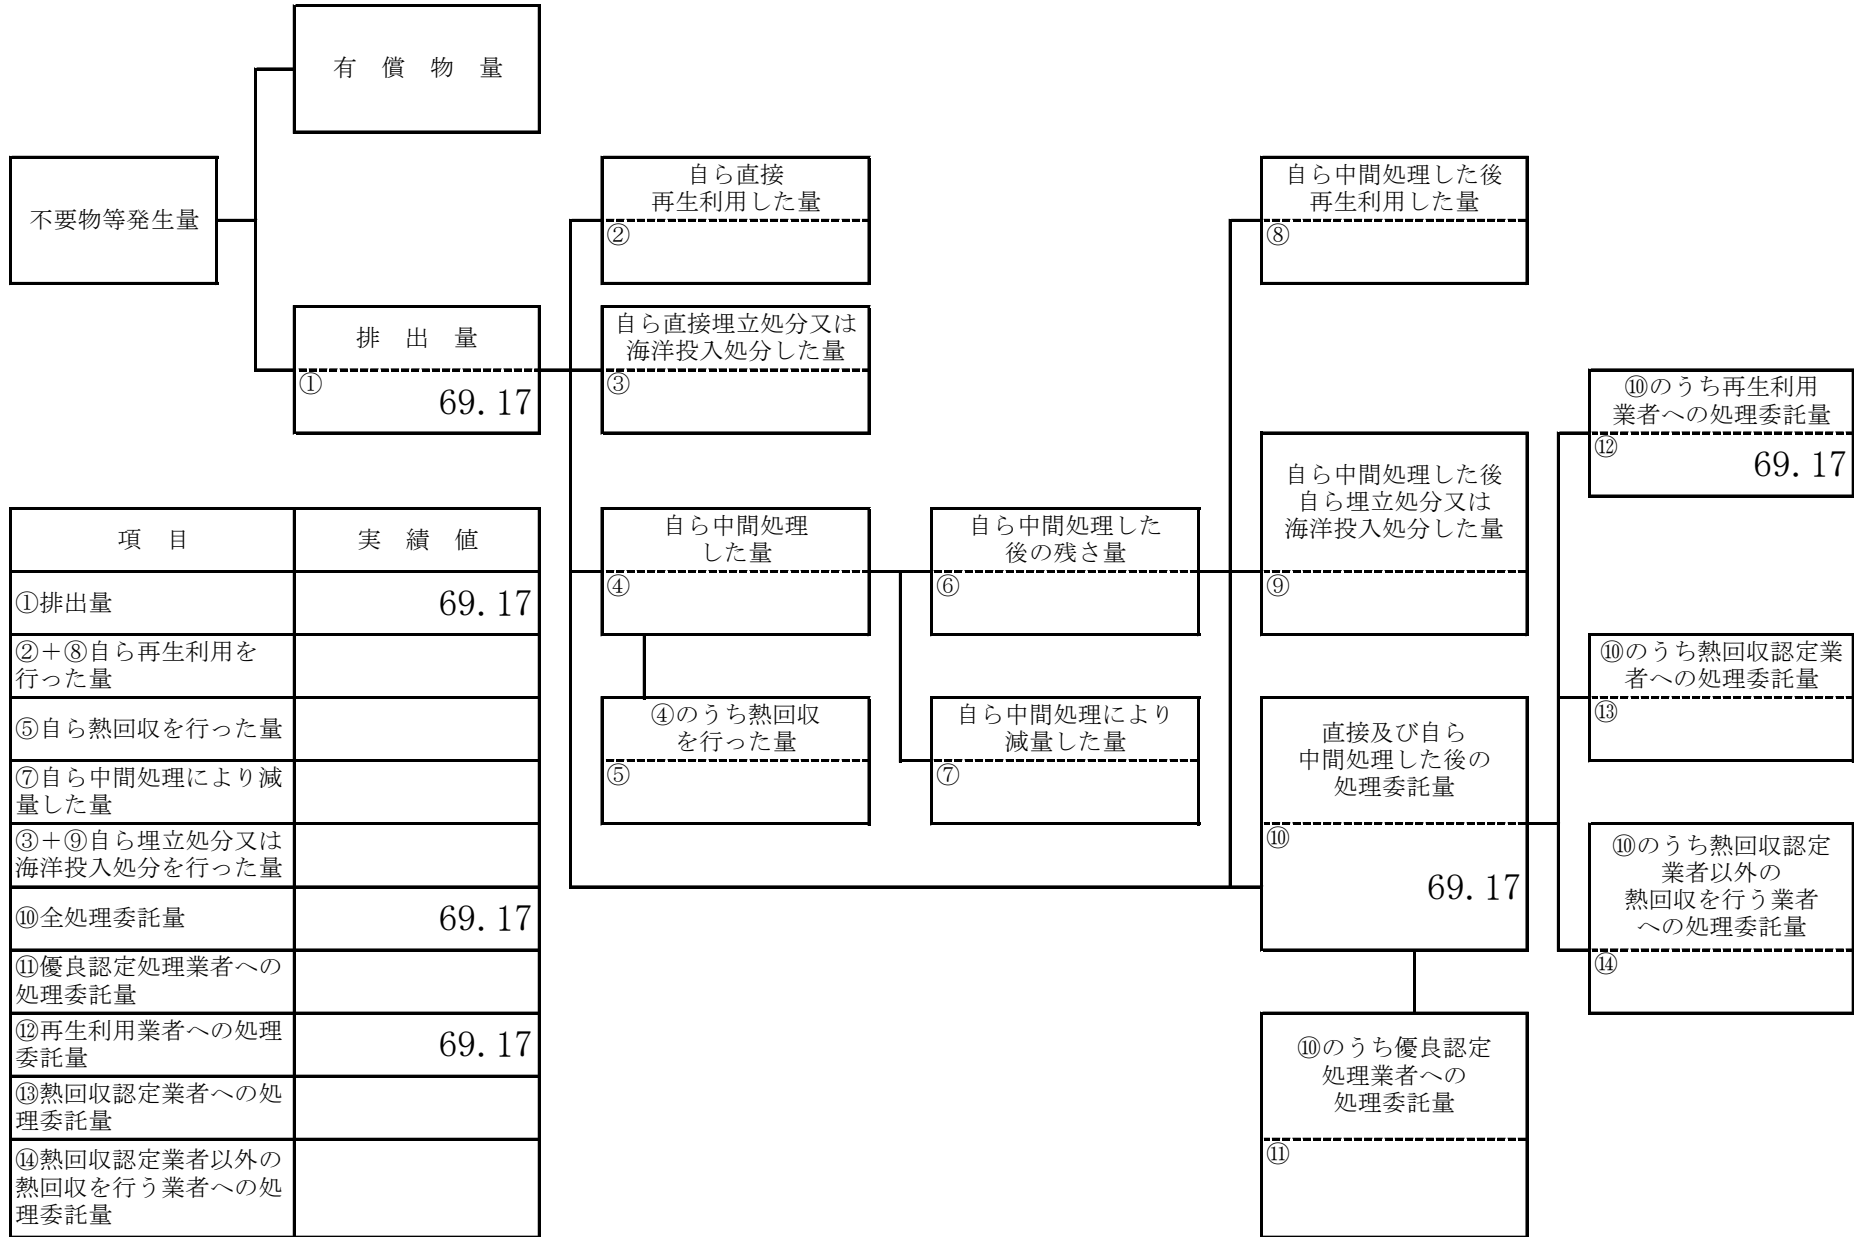 有 償 物 量
不要物等発生量
排 出 量
①
69.17
自ら直接
再生利用した量
②
自ら直接埋立処分又は
海洋投入処分した量
③
自ら中間処理
した量
④
④のうち熱回収
を行った量
⑤
自ら中間処理した
後の残さ量
⑥
自ら中間処理により
減量した量
⑦
自ら中間処理した後
再生利用した量
⑧
自ら中間処理した後
自ら埋立処分又は
海洋投入処分した量
⑨
直接及び自ら
中間処理した後の
処理委託量
⑩
69.17
⑩のうち優良認定
処理業者への
処理委託量
⑪
⑩のうち再生利用
業者への処理委託量
⑫
69.17
⑩のうち熱回収認定業
者への処理委託量
⑬
⑩のうち熱回収認定
業者以外の
熱回収を行う業者
への処理委託量
⑭
項 目
実 績 値
①排出量
69.17
②+⑧自ら再生利用を
行った量
⑤自ら熱回収を行った量
⑦自ら中間処理により減
量した量
③+⑨自ら埋立処分又は
海洋投入処分を行った量
⑩全処理委託量
69.17
⑪優良認定処理業者への
処理委託量
⑫再生利用業者への処理
委託量
69.17
⑬熱回収認定業者への処
理委託量
⑭熱回収認定業者以外の
熱回収を行う業者への処
理委託量